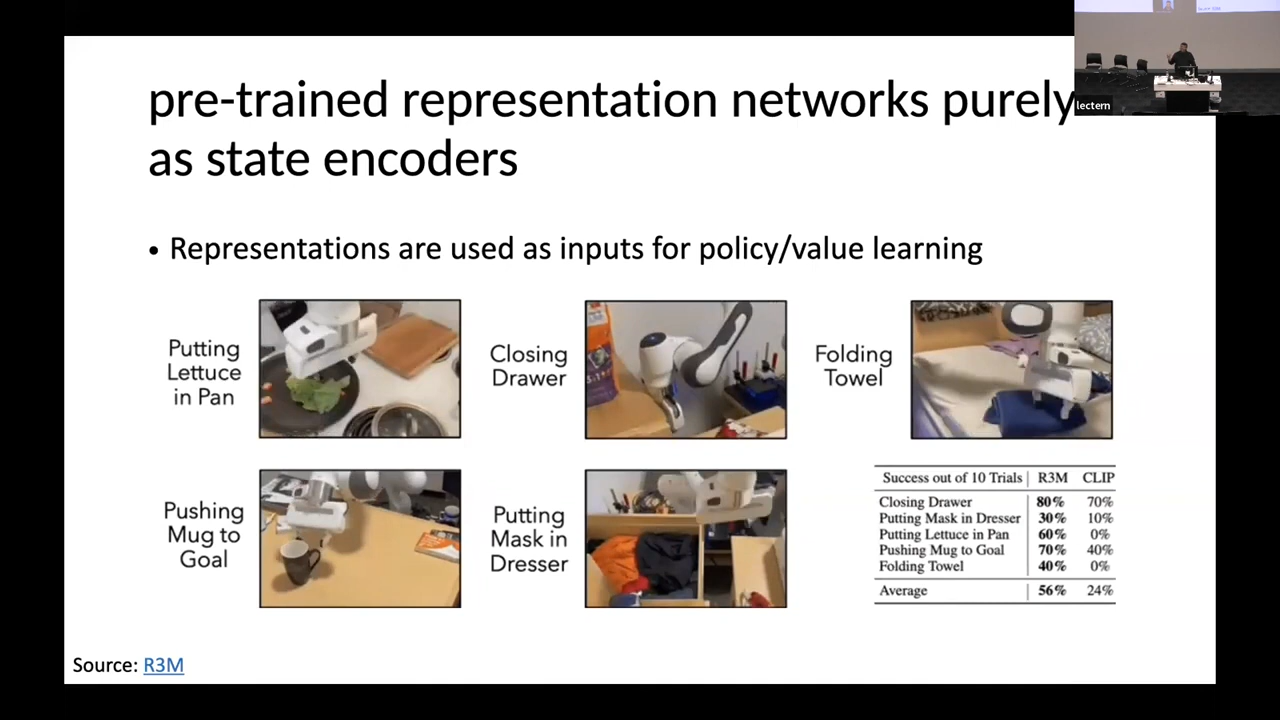 pre-trained representation networks purely
as state encoders
• Representations are used as inputs for policy/value learning
Putting
Lettuce
in Pan
Closing
Drawer
Folding
Towel
Pushing
Mug to
Goal
Putting
Mask in
Dresser
Success out of 10 Trials R3M CLIP
Closing Drawer 80% 70%
Putting Mask in Dresser 30% 10%
Putting Lettuce in Pan 60% 0%
Pushing Mug to Goal 70% 40%
Folding Towel 40% 0%
Average 56% 24%
Source: R3M
lectern